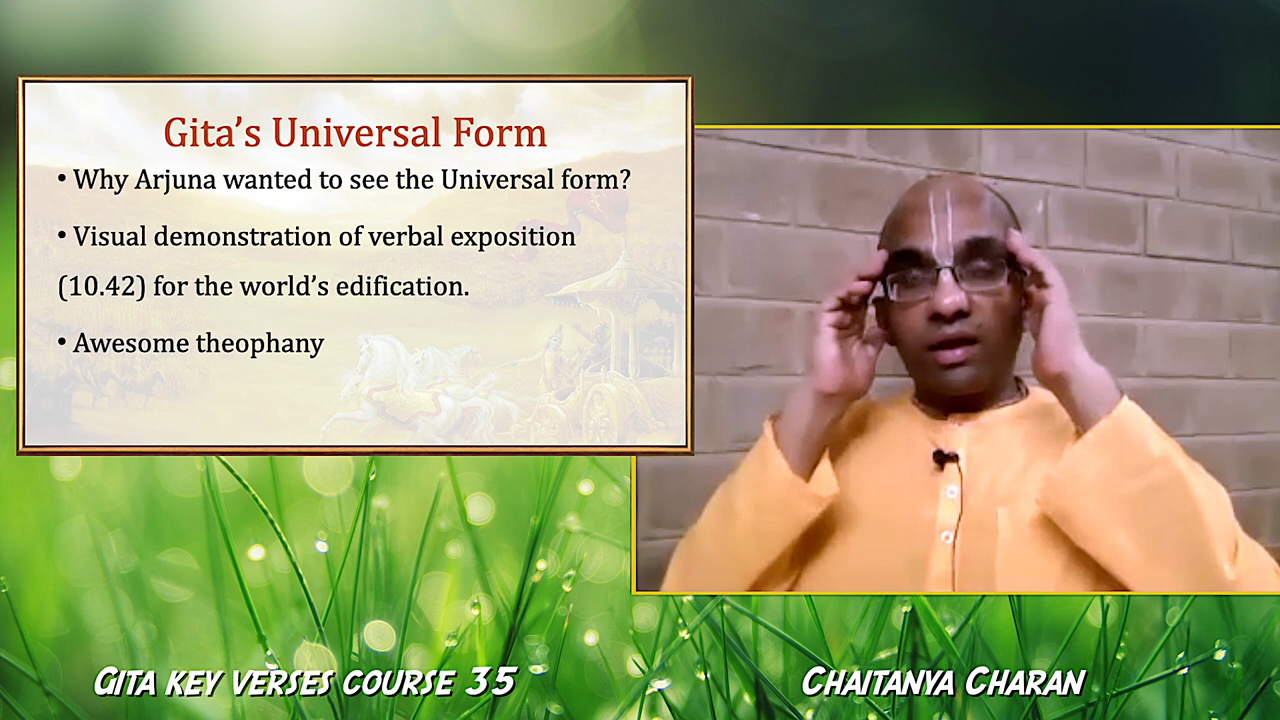 Gita’s Universal Form
• Why Arjuna wanted to see the Universal form?
• Visual demonstration of verbal exposition
(10.42) for the world’s edification.
• Awesome theophany
GITA KEY VERSES COURSE 35
CHAITANYA CHARAN